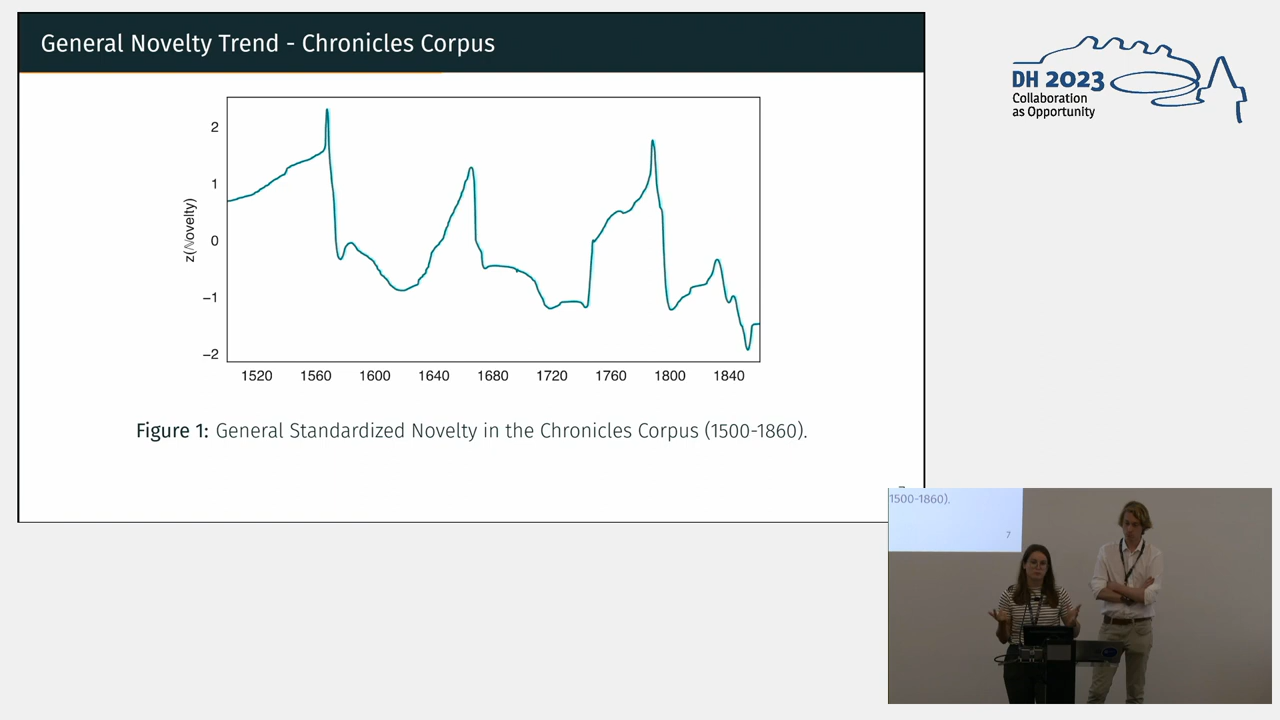 General Novelty Trend - Chronicles Corpus
DH 2023
Collaboration
as Opportunity
2
1
0
−1
−2
z(Novelty)
1520 1560 1600 1640 1680 1720 1760 1800 1840
Figure 1: General Standardized Novelty in the Chronicles Corpus (1500-1860).
1500-1860).
7